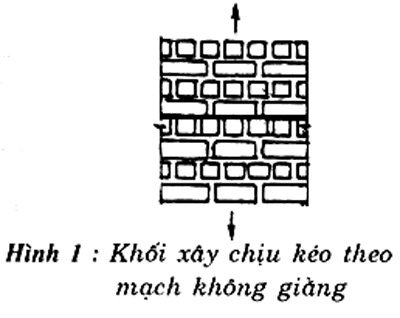 Hình 1 : Khối xây chịu kéo theo
mạch không giằng